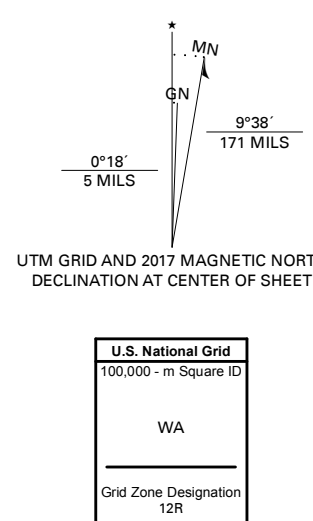 ★
MN
GN
9°38´
171 MILS
0°18´
5 MILS
UTM GRID AND 2017 MAGNETIC NORT
DECLINATION AT CENTER OF SHEET
U.S. National Grid
100,000 - m Square ID
WA
Grid Zone Designation
12R